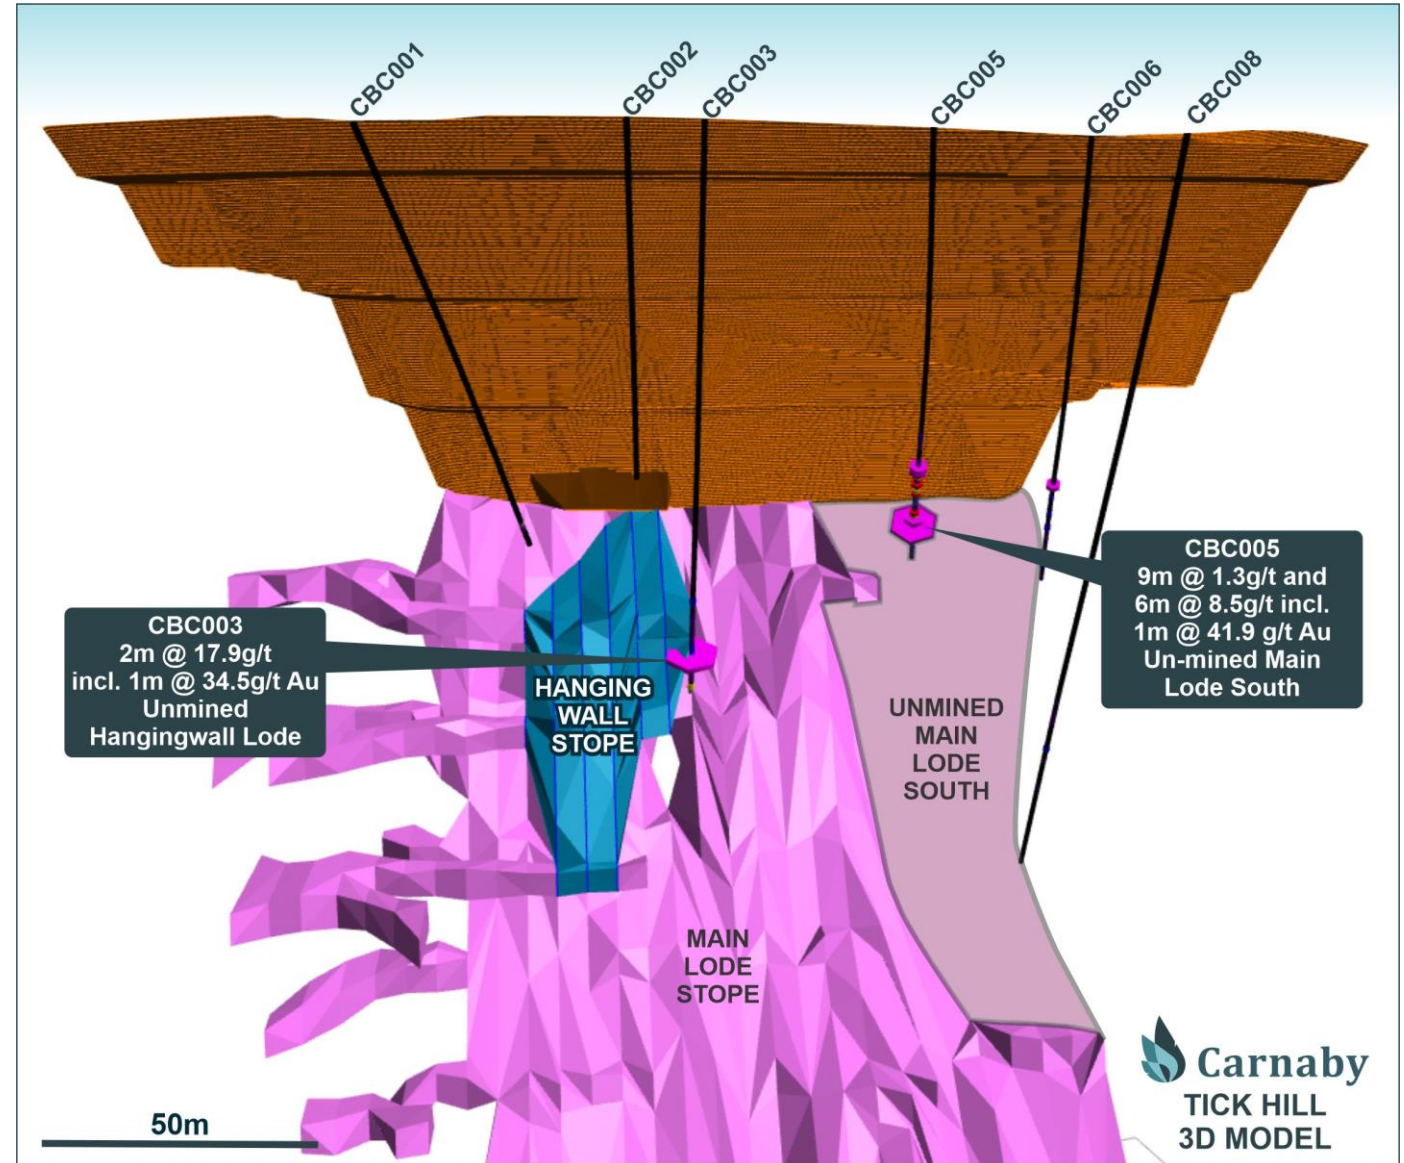 CBC001
CBC002
CBC003
CBC005
CBC006
CBC008
CBC003
2m @ 17.9g/t
incl. 1m @ 34.5g/t Au
Unmined
Hangingwall Lode
HANGING
WALL
STOPE
CBC005
9m @ 1.3g/t and
6m @ 8.5g/t incl.
1m @ 41.9 g/t Au
Un-mined Main
Lode South
UNMINED
MAIN
LODE
SOUTH
MAIN
LODE
STOPE
50m
Carnaby
TICK HILL
3D MODEL